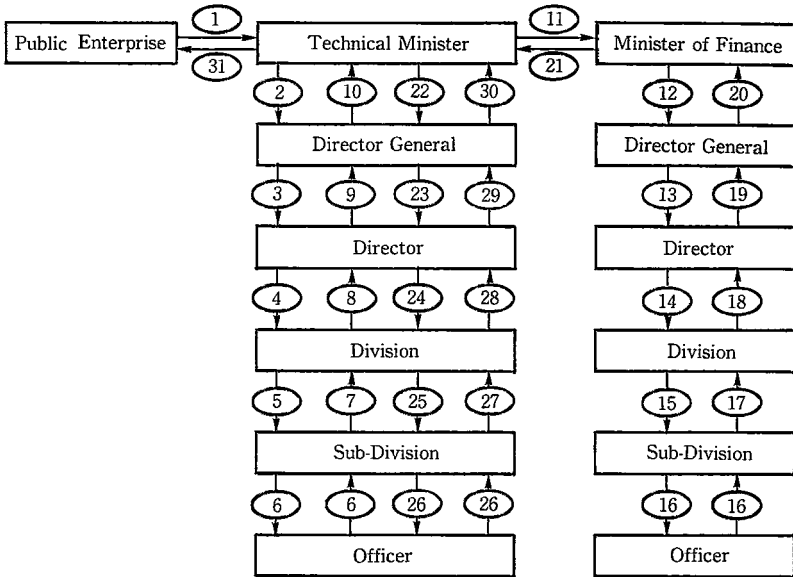 1 11
Public Enterprise Technical Minister Minister of Finance
31 21
2 10 22 30 12 20
Director General Director General
3 9 23 29 13 19
Director Director
4 8 24 28 14 18
Division Division
5 7 25 27 15 17
Sub-Division Sub-Division
6 6 26 26 16 16
Officer Officer